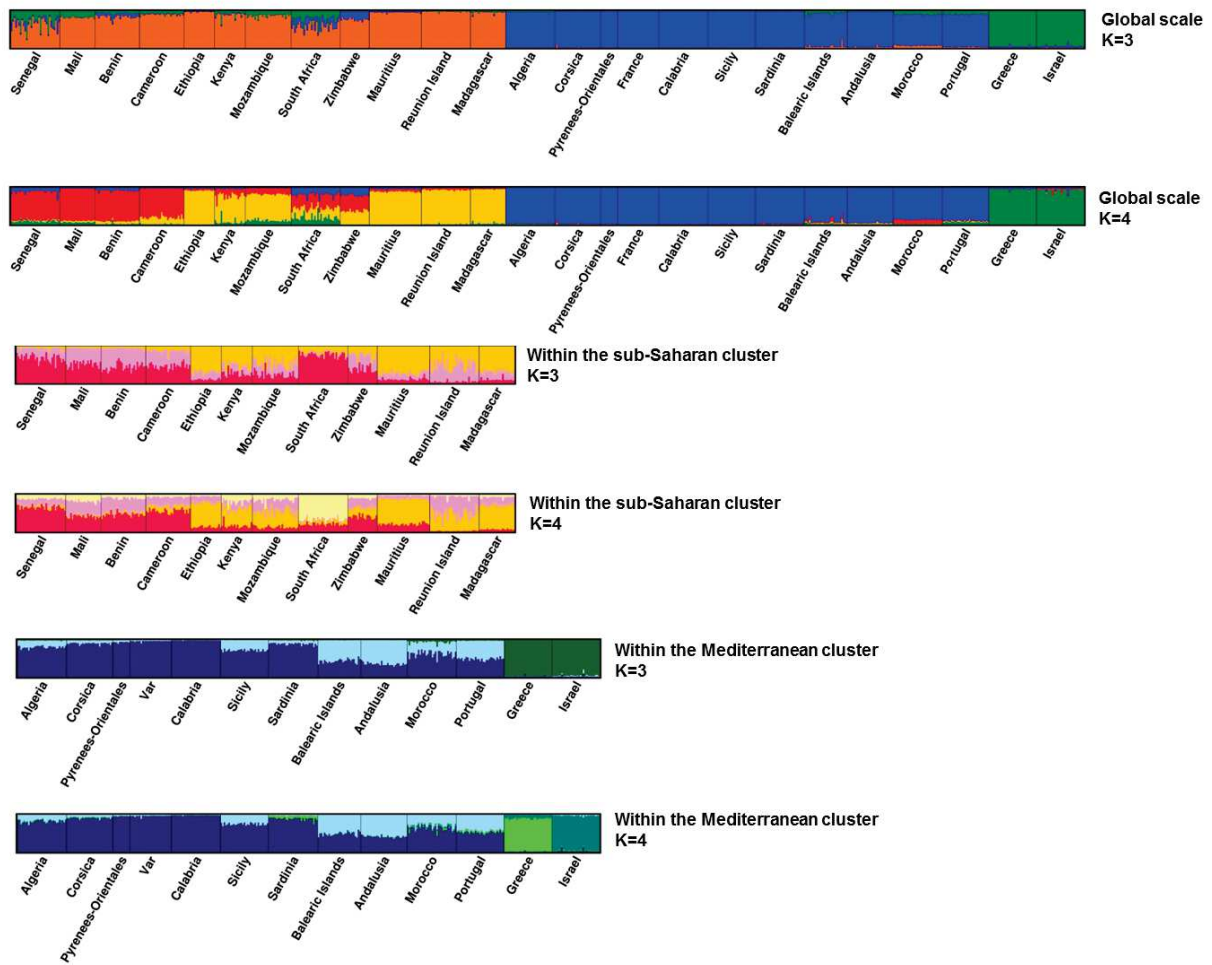 Global scale
K=3
Senegal
Mali
Benin
Cameroon
Ethiopia
Kenya
Mozambique
South Africa
Zimbabwe
Mauritius
Reunion Island
Madagascar
Algeria
Corsica
Pyrenees-Orientales
France
Calabria
Sicily
Sardinia
Balearic Islands
Andalusia
Morocco
Portugal
Greece
Israel
Global scale
K=4
Senegal
Mali
Benin
Cameroon
Ethiopia
Kenya
Mozambique
South Africa
Zimbabwe
Mauritius
Reunion Island
Madagascar
Algeria
Corsica
Pyrenees-Orientales
France
Calabria
Sicily
Sardinia
Balearic Islands
Andalusia
Morocco
Portugal
Greece
Israel
Within the sub-Saharan cluster
K=3
Senegal
Mali
Benin
Cameroon
Ethiopia
Kenya
Mozambique
South Africa
Zimbabwe
Mauritius
Reunion Island
Madagascar
Within the sub-Saharan cluster
K=4
Senegal
Mali
Benin
Cameroon
Ethiopia
Kenya
Mozambique
South Africa
Zimbabwe
Mauritius
Reunion Island
Madagascar
Within the Mediterranean cluster
K=3
Algeria
Corsica
Pyrenees-Orientales
Var
Calabria
Sicily
Sardinia
Balearic Islands
Andalusia
Morocco
Portugal
Greece
Israel
Within the Mediterranean cluster
K=4
Algeria
Corsica
Pyrenees-Orientales
Var
Calabria
Sicily
Sardinia
Balearic Islands
Andalusia
Morocco
Portugal
Greece
Israel